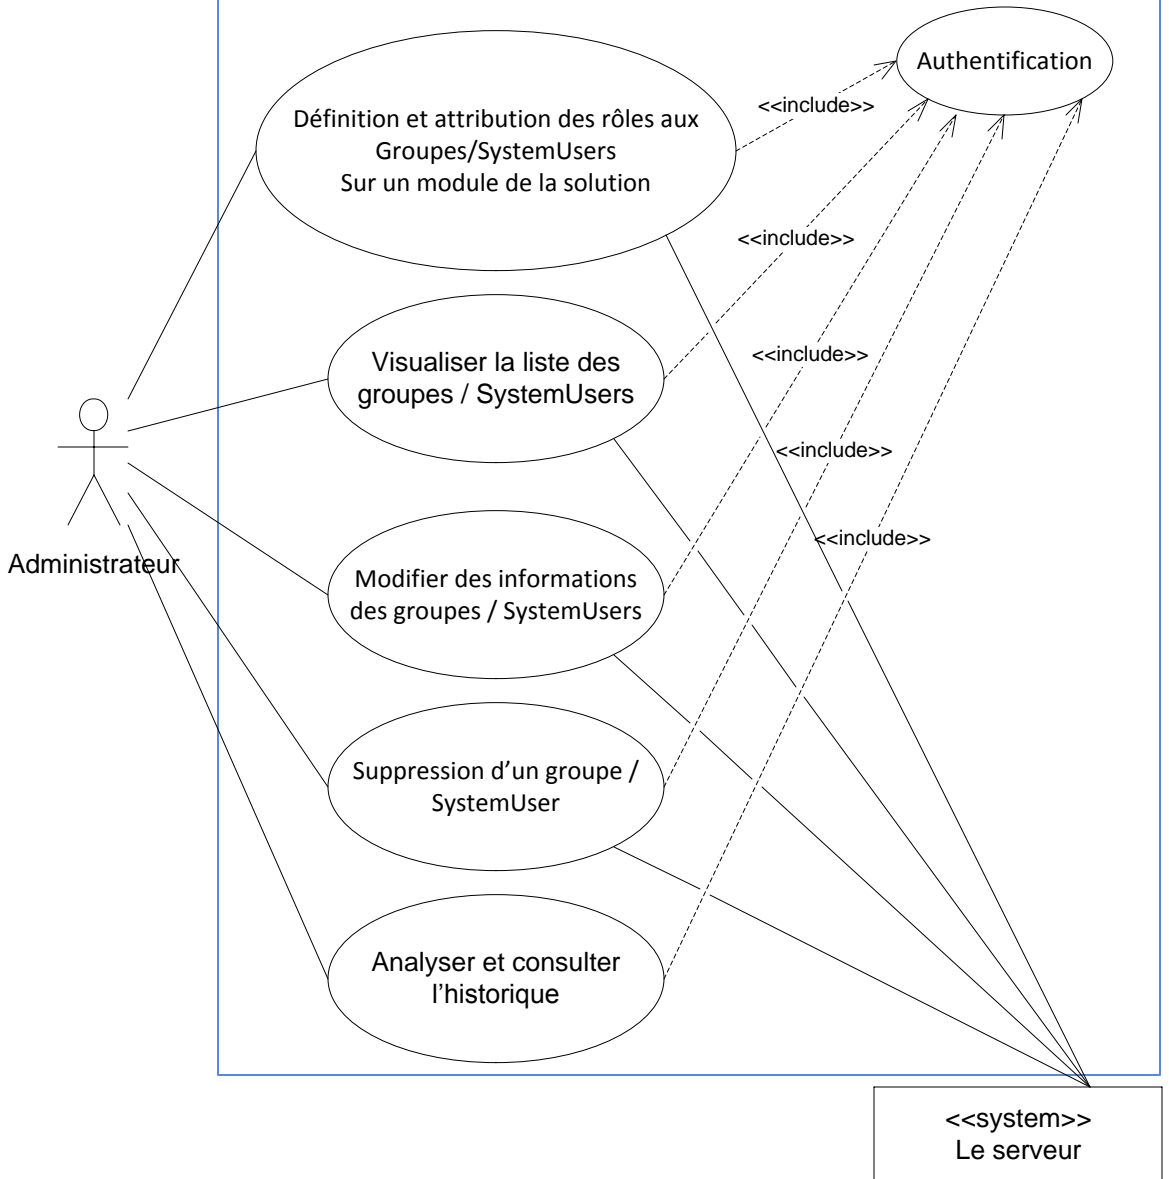 Authentification
<<include>>
Définition et attribution des rôles aux
Groupes/SystemUsers
Sur un module de la solution
<<include>>
Visualiser la liste des
groupes / SystemUsers
<<include>>
<<include>>
<<include>>
Administrateur
Modifier des informations
des groupes / SystemUsers
Suppression d’un groupe /
SystemUser
Analyser et consulter
l’historique
<<system>>
Le serveur